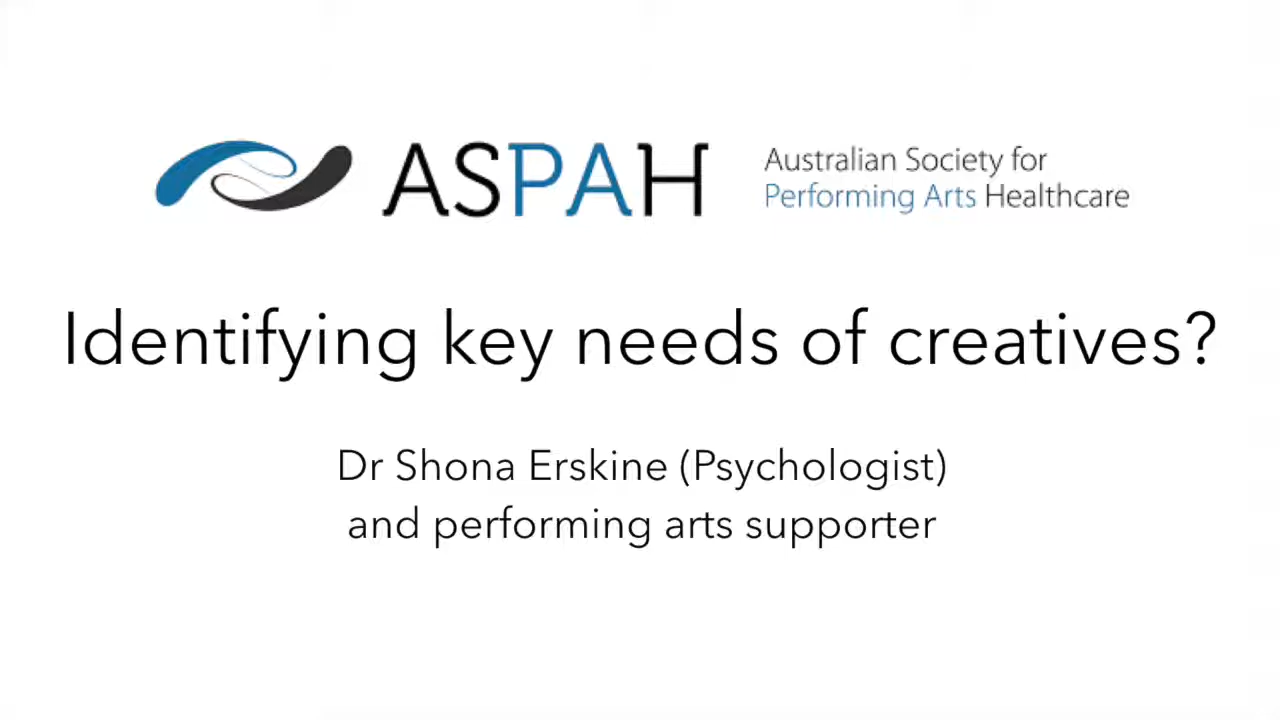 ASPAH
Australian Society for
Performing Arts Healthcare
Identifying key needs of creatives?
Dr Shona Erskine (Psychologist)
and performing arts supporter